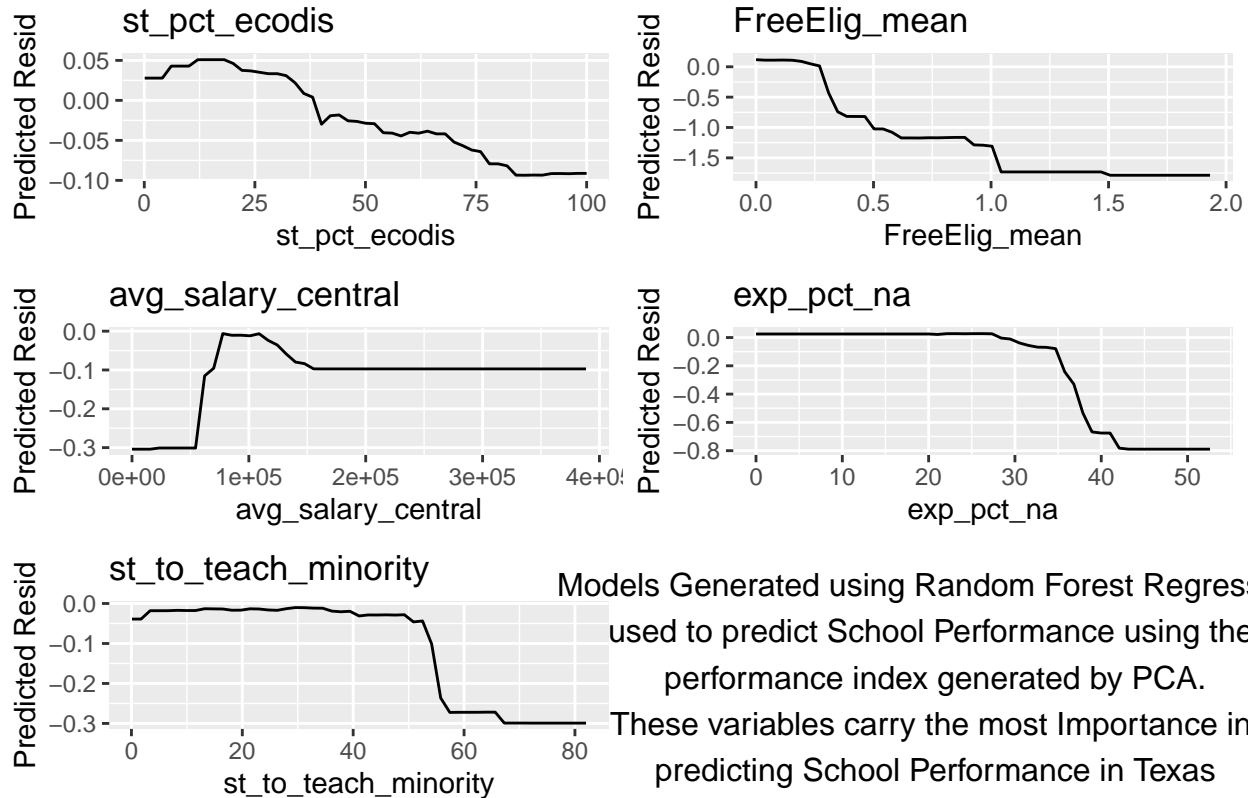 st_pct_ecodis
Predicted Resid
0.05
0.00
−0.05
−0.10
0 25 50 75 100
st_pct_ecodis
FreeElig_mean
Predicted Resid
0.0
−0.5
−1.0
−1.5
0.0 0.5 1.0 1.5 2.0
FreeElig_mean
avg_salary_central
Predicted Resid
0.0
−0.1
−0.2
−0.3
0e+00 1e+05 2e+05 3e+05 4e+05
avg_salary_central
exp_pct_na
Predicted Resid
0.0
−0.2
−0.4
−0.6
−0.8
0 10 20 30 40 50
exp_pct_na
st_to_teach_minority
Predicted Resid
0.0
−0.1
−0.2
−0.3
0 20 40 60 80
st_to_teach_minority
Models Generated using Random Forest Regress
used to predict School Performance using the
performance index generated by PCA.
These variables carry the most Importance in
predicting School Performance in Texas